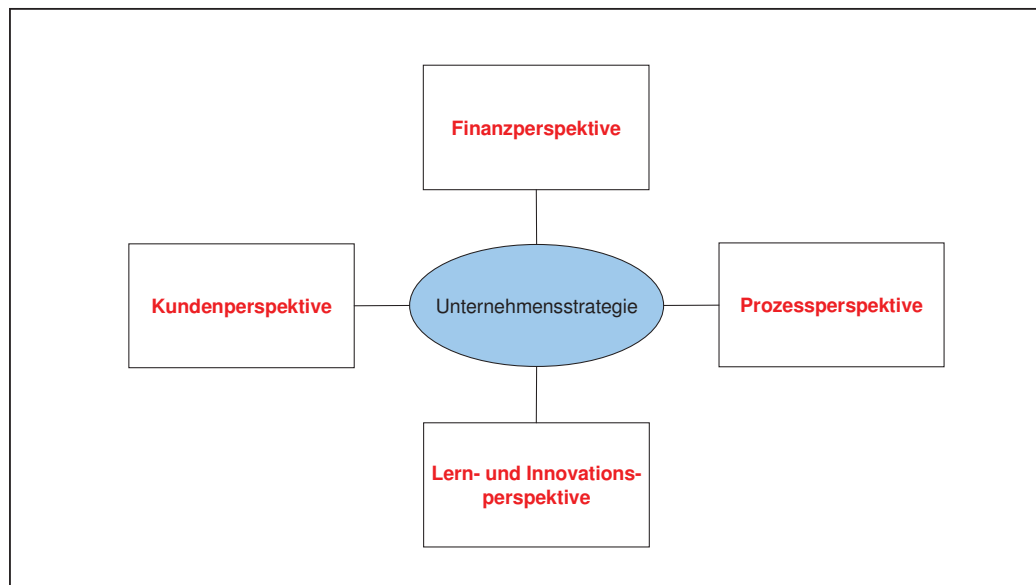 Finanzperspektive
Kundenperspektive
Unternehmensstrategie
Prozessperspektive
Lern- und Innovations-
perspektive